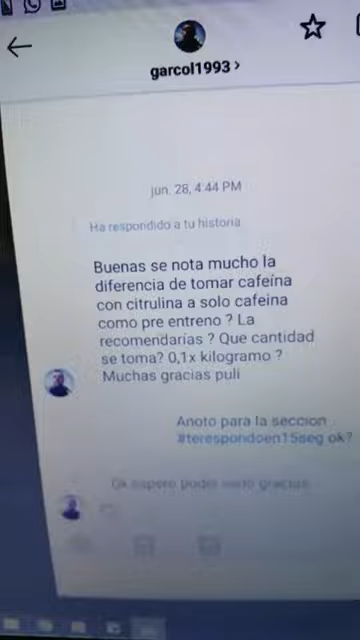 garcol1993 >
jun. 28, 4:44 PM
Ha respondido a tu historia
Buenas se nota mucho la
diferencia de tomar cafeína
con citrulina a solo cafeina
como pre entreno ? La
recomendarías ? Que cantidad
se toma? 0,1x kilogramo ?
Muchas gracias puli
Anoto para la seccion
#terespondoen15seg ok?
Ok espero poder verlo gracias